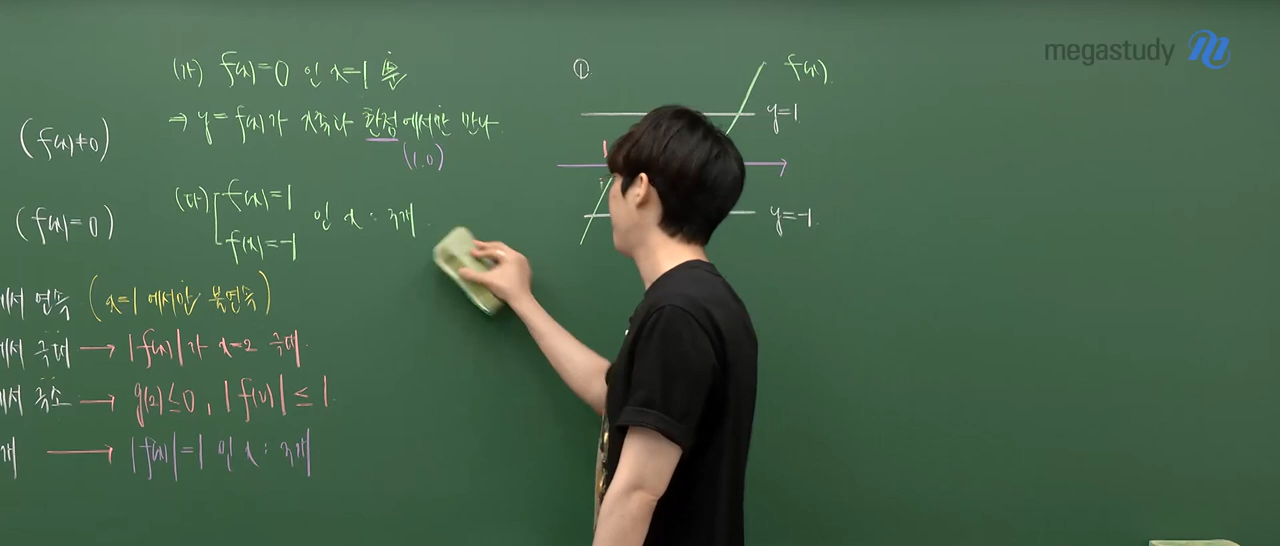 megastudy
(가) f(x)=0 인 x=1 뿐
⇒ y=f(x)가 x축과 한점에서만 만나
(1,0)
(f(x)≠0)
(다) f(x)=1
f(x)=-1
인 x : 3개
(f(x)=0)
에서 연속 (x=1 에서만 불연속)
에서 극대 → |f(x)|가 x=2 극대
에서 극소 → g(2)≤0, |f(2)|≤1
개 → |f(x)|=1 인 x : 3개
①
f(x)
y=1
1
y=-1